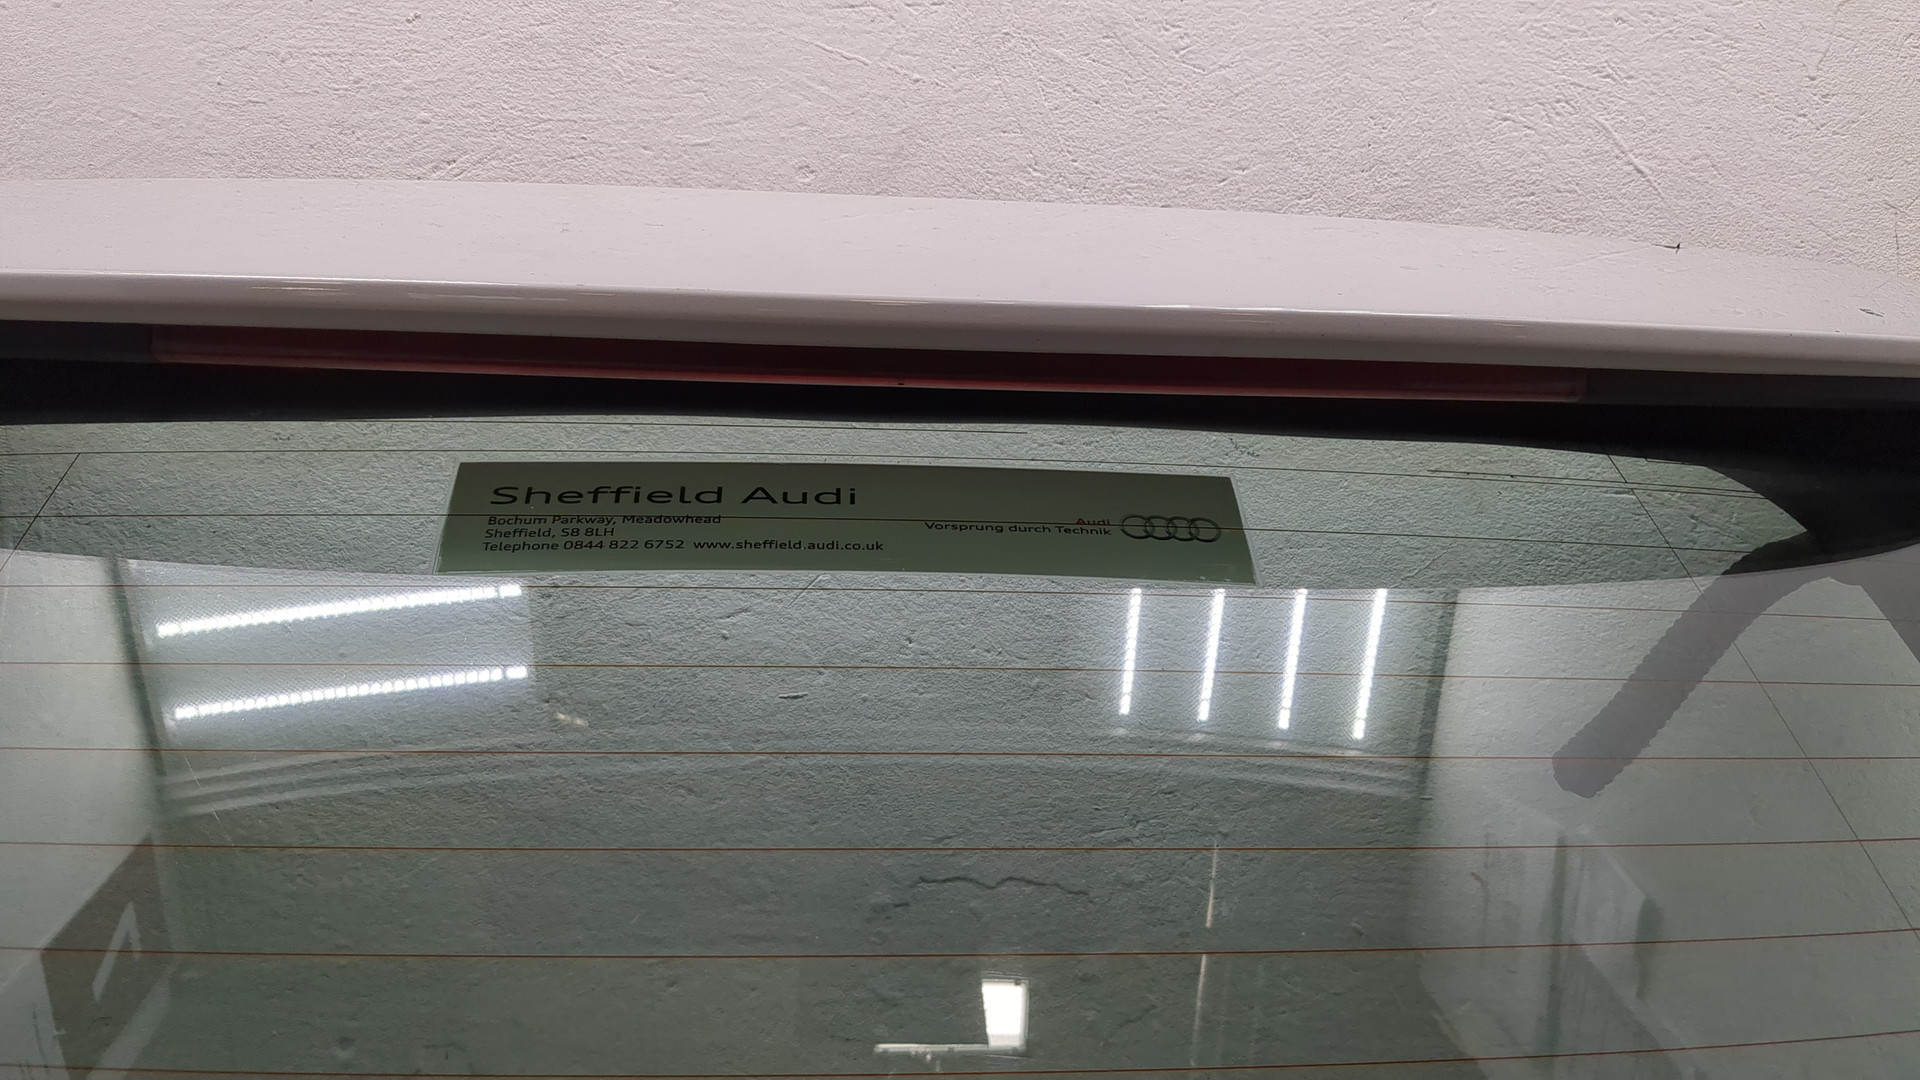 Sheffield Audi
Bochum Parkway, Meadowhead
Sheffield, S8 8LH
Telephone 0844 822 6752 www.sheffield.audi.co.uk
Audi
Vorsprung durch Technik